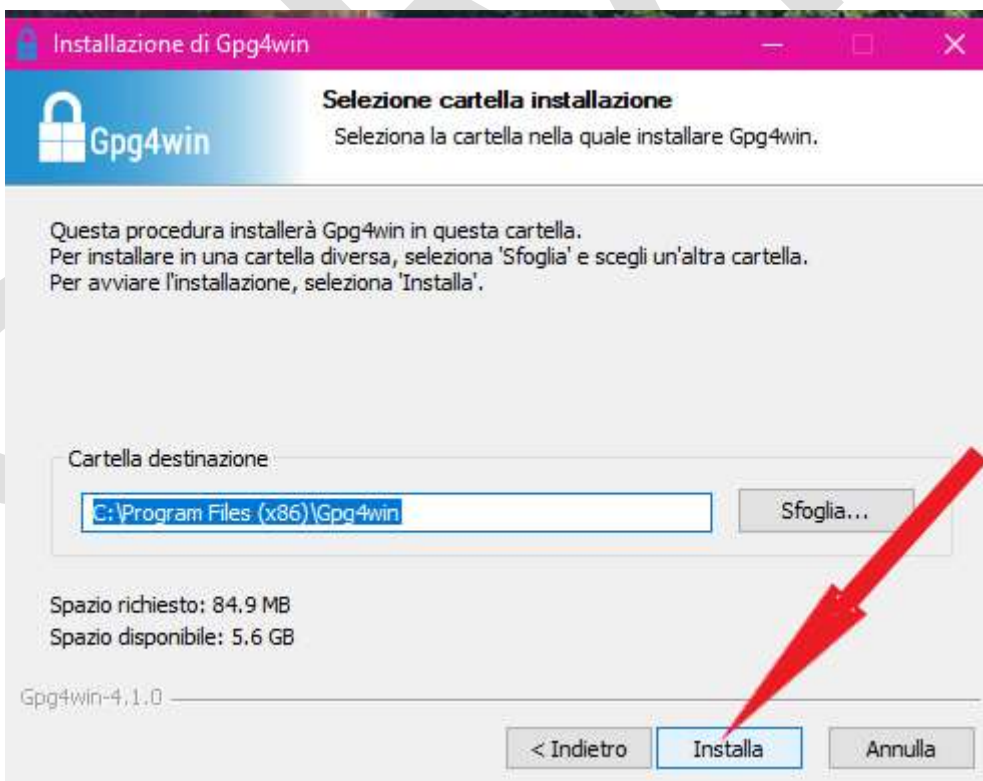 Installazione di Gpg4win
Gpg4win
Selezione cartella installazione
Seleziona la cartella nella quale installare Gpg4win.
Questa procedura installerà Gpg4win in questa cartella.
Per installare in una cartella diversa, seleziona 'Sfoglia' e scegli un'altra cartella.
Per avviare l'installazione, seleziona 'Installa'.
Cartella destinazione
C:\Program Files (x86)\Gpg4win
Sfoglia...
Spazio richiesto: 84.9 MB
Spazio disponibile: 5.6 GB
Gpg4win-4.1.0
< Indietro
Installa
Annulla